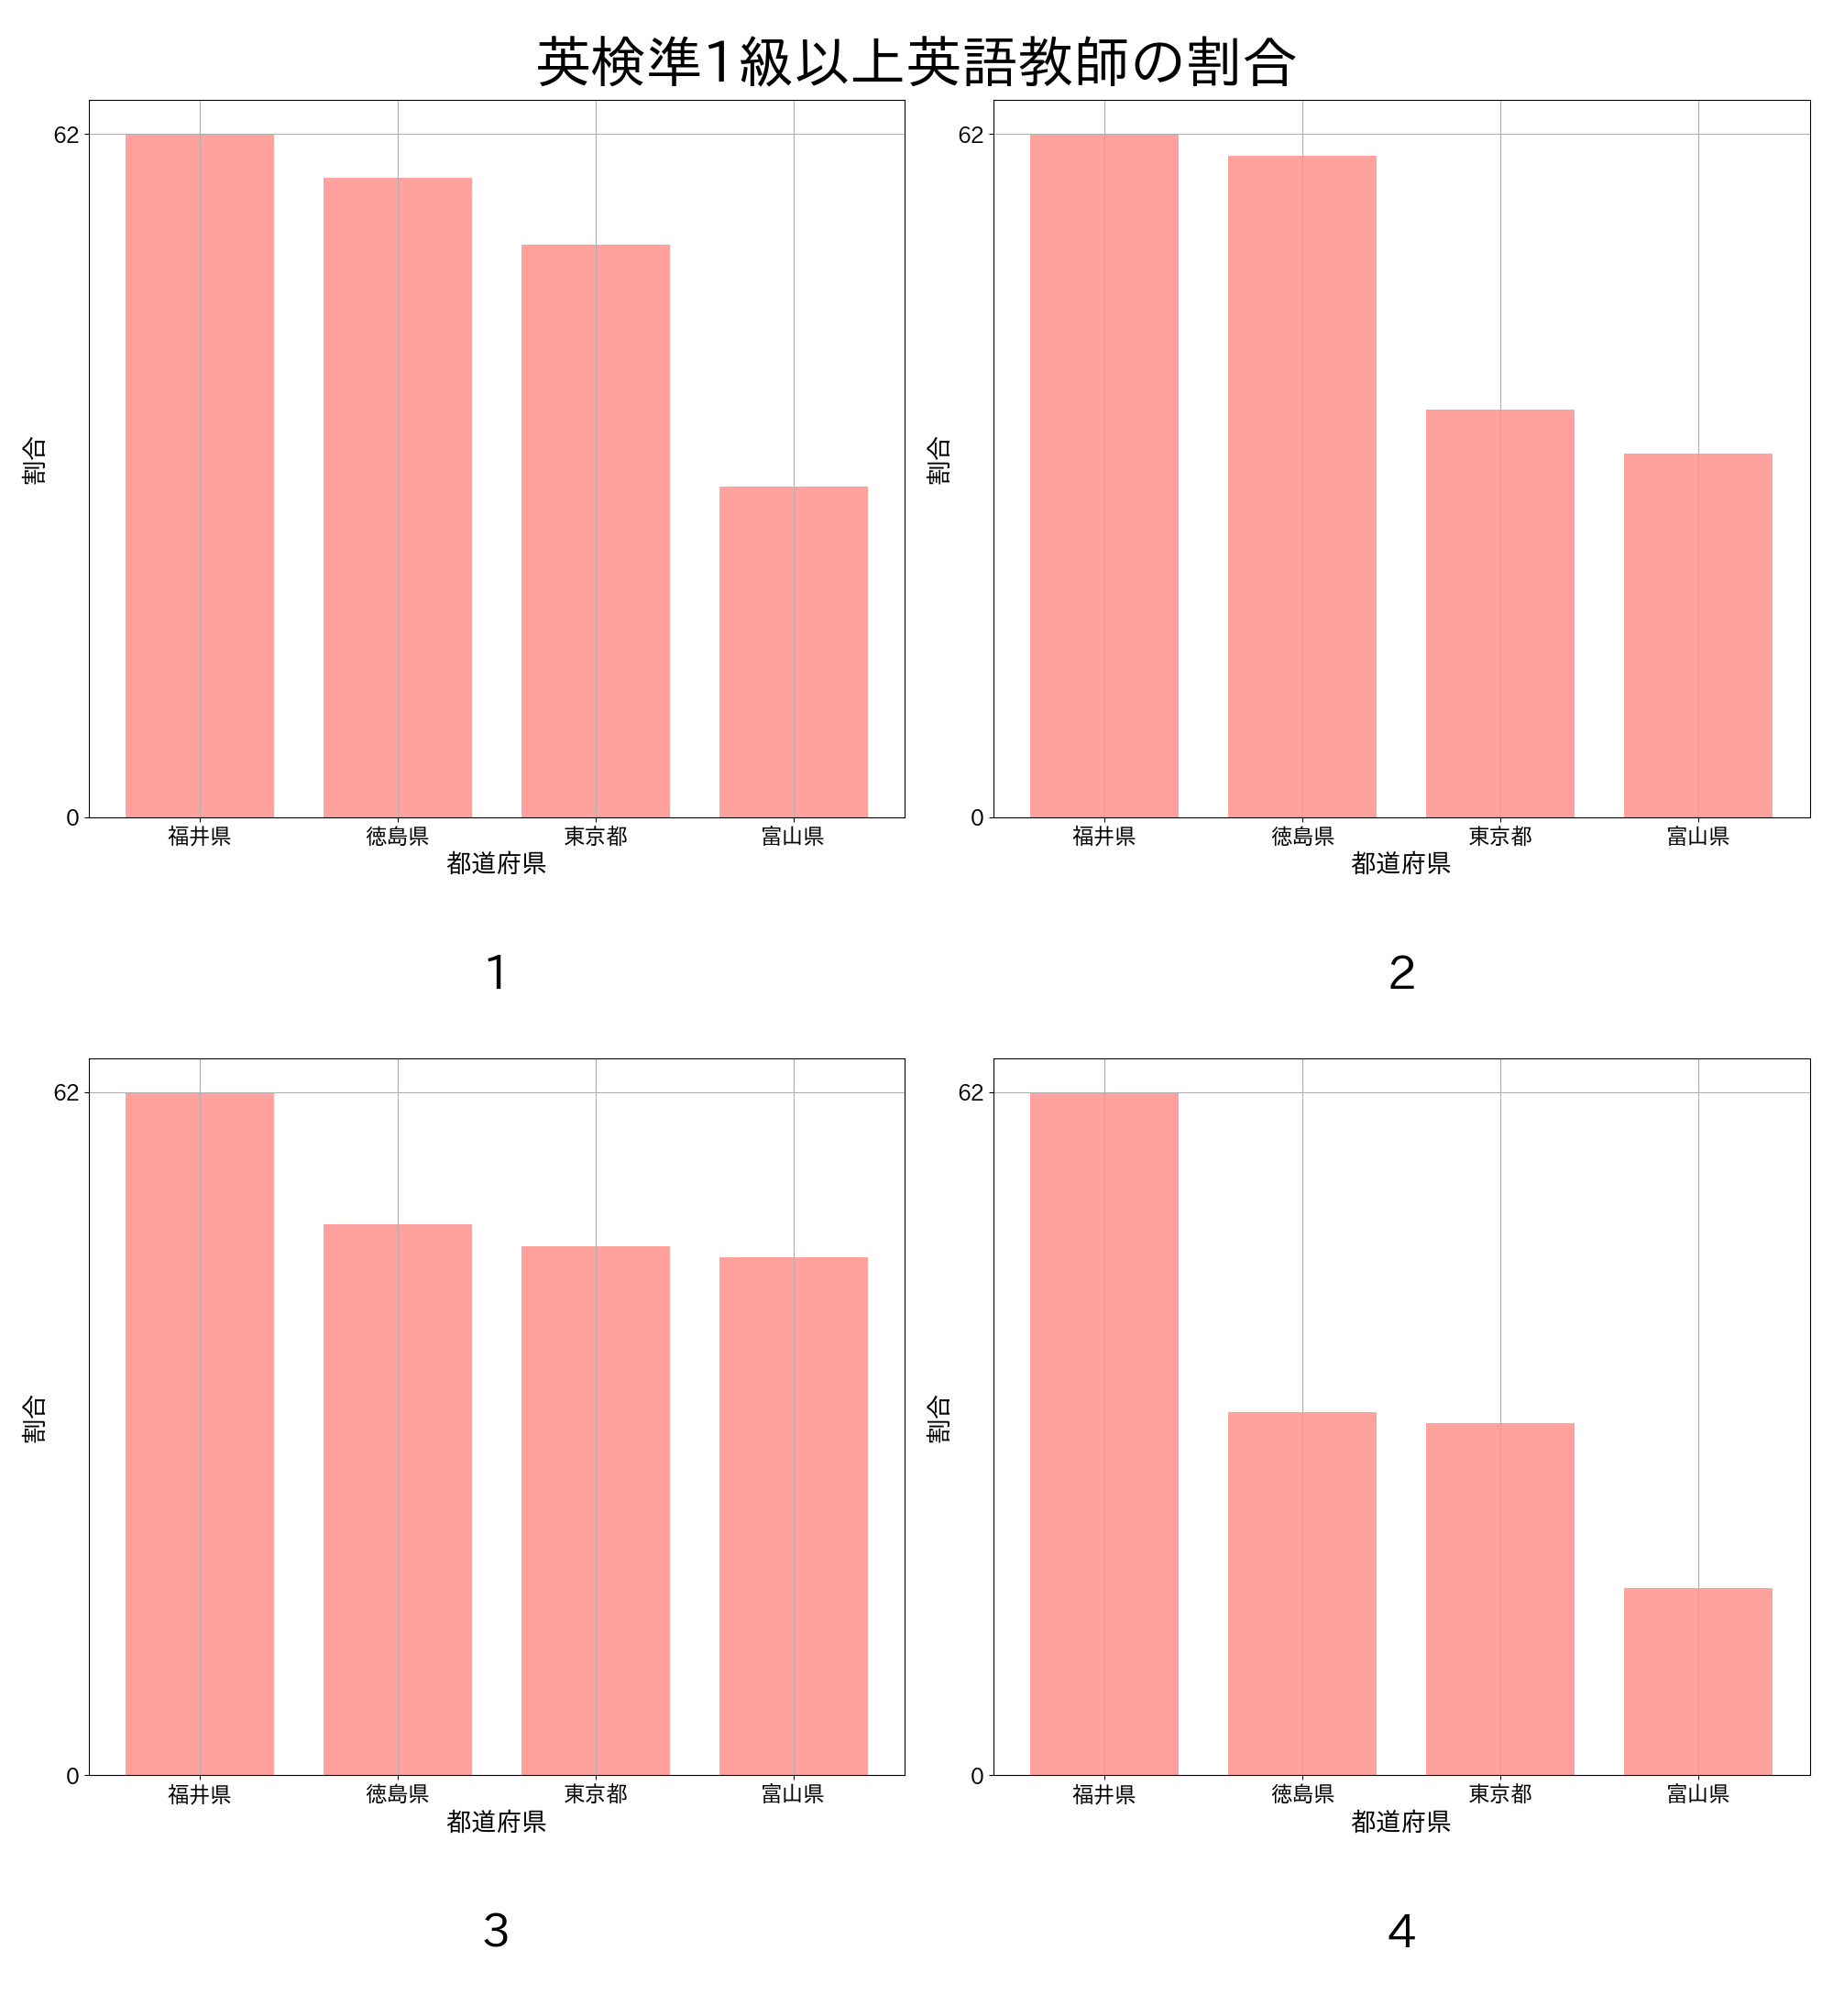 英検準1級以上英語教師の割合
62
0
割合
福井県 徳島県 東京都 富山県
都道府県
1
62
0
割合
福井県 徳島県 東京都 富山県
都道府県
2
62
0
割合
福井県 徳島県 東京都 富山県
都道府県
3
62
0
割合
福井県 徳島県 東京都 富山県
都道府県
4